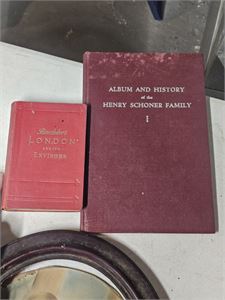 Baedeker's
LONDON
AND ITS
ENVIRONS
ALBUM AND HISTORY
of the
HENRY SCHONER FAMILY
I